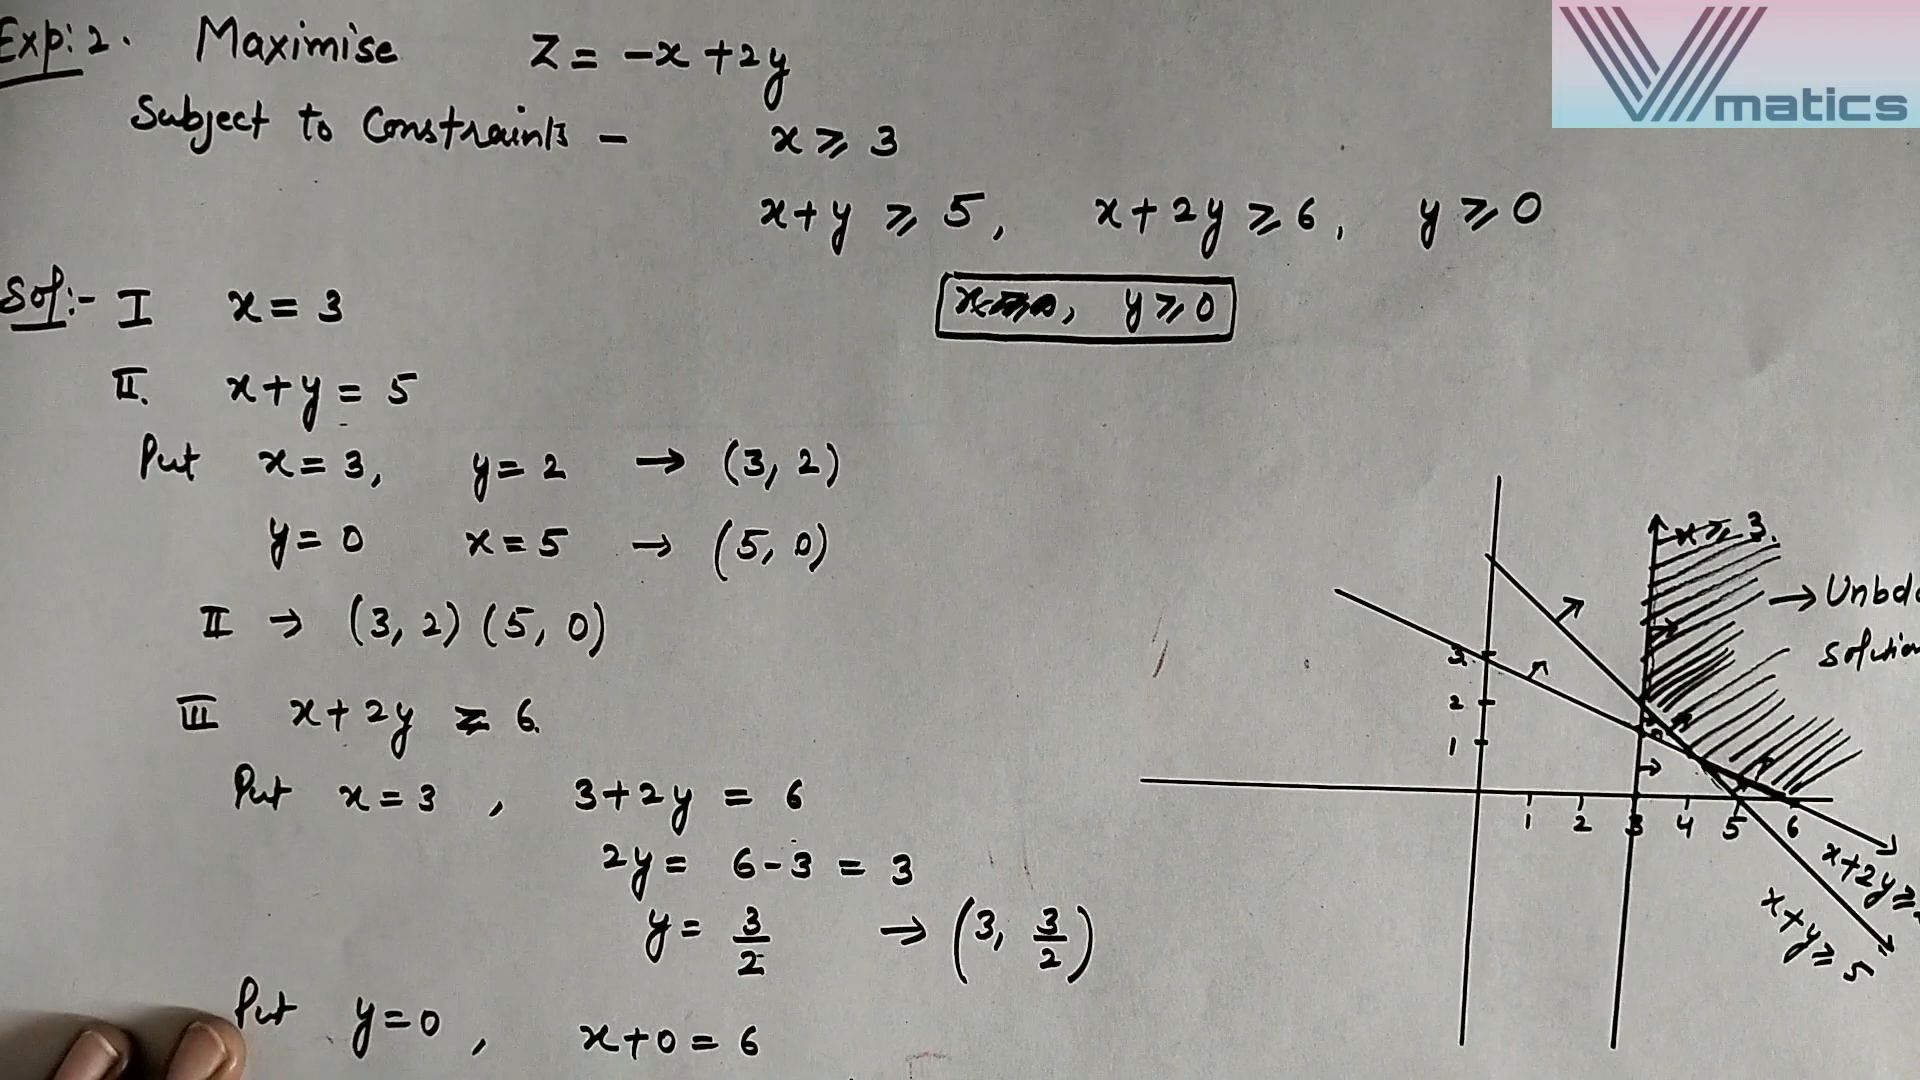 Exp: 2. Maximise Z = -x + 2y
Subject to Constraints - x ≥ 3
x + y ≥ 5, x + 2y ≥ 6, y ≥ 0
Sol:- I x = 3
y ≥ 0
II. x + y = 5
Put x = 3, y = 2 → (3, 2)
y = 0 x = 5 → (5, 0)
II → (3, 2) (5, 0)
III x + 2y = 6.
Put x = 3, 3 + 2y = 6
2y = 6 - 3 = 3
y = 3/2 → (3, 3/2)
Put y = 0, x + 0 = 6
Vmatics
x ≥ 3.
→
3
2
1
1 2 3 4 5 6
x + 2y ≥
x + y ≥ 5